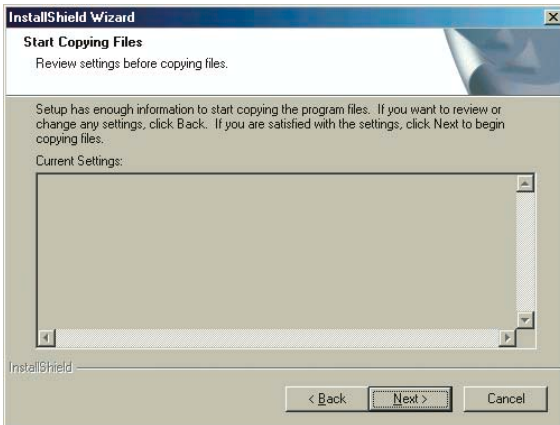 InstallShield Wizard
Start Copying Files
Review settings before copying files.
Setup has enough information to start copying the program files.  If you want to review or
change any settings, click Back.  If you are satisfied with the settings, click Next to begin
copying files.
Current Settings:
InstallShield
< Back
Next >
Cancel